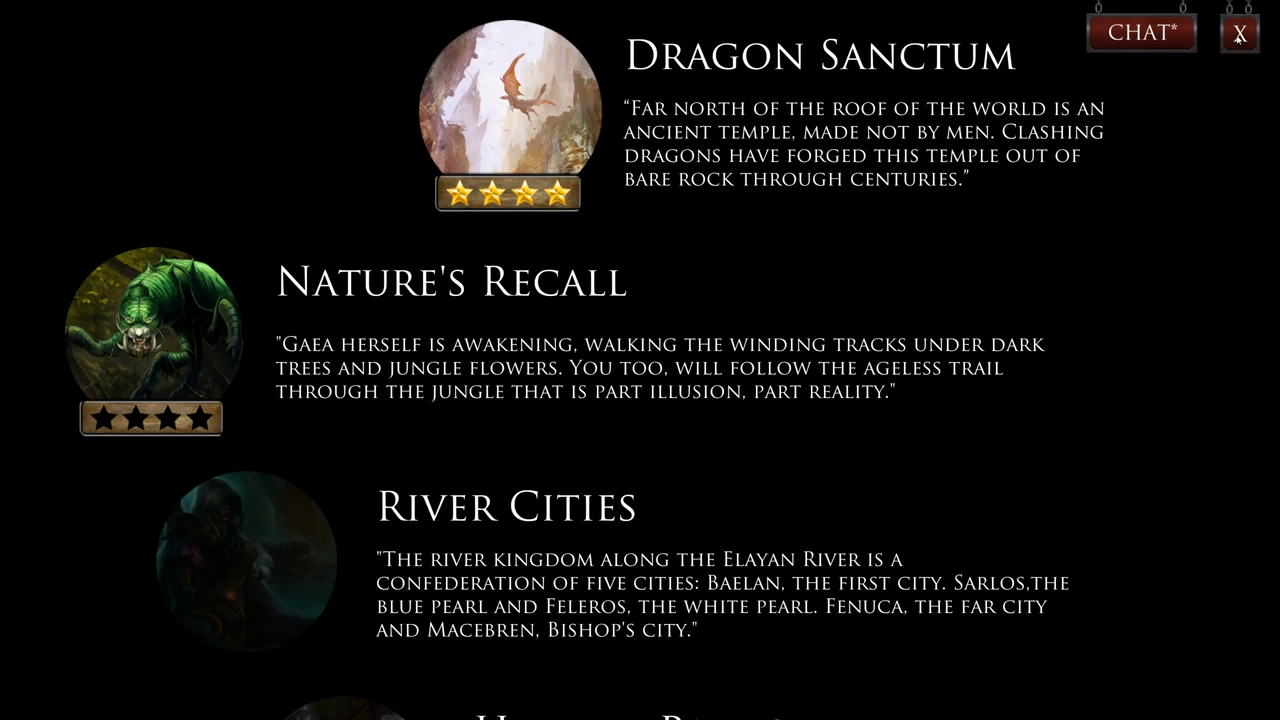 CHAT*
X
DRAGON SANCTUM
“FAR NORTH OF THE ROOF OF THE WORLD IS AN
ANCIENT TEMPLE, MADE NOT BY MEN. CLASHING
DRAGONS HAVE FORGED THIS TEMPLE OUT OF
BARE ROCK THROUGH CENTURIES.”
NATURE'S RECALL
"GAEA HERSELF IS AWAKENING, WALKING THE WINDING TRACKS UNDER DARK
TREES AND JUNGLE FLOWERS. YOU TOO, WILL FOLLOW THE AGELESS TRAIL
THROUGH THE JUNGLE THAT IS PART ILLUSION, PART REALITY."
RIVER CITIES
"THE RIVER KINGDOM ALONG THE ELAYAN RIVER IS A
CONFEDERATION OF FIVE CITIES: BAELAN, THE FIRST CITY. SARLOS,THE
BLUE PEARL AND FELEROS, THE WHITE PEARL. FENUCA, THE FAR CITY
AND MACEBREN, BISHOP'S CITY."